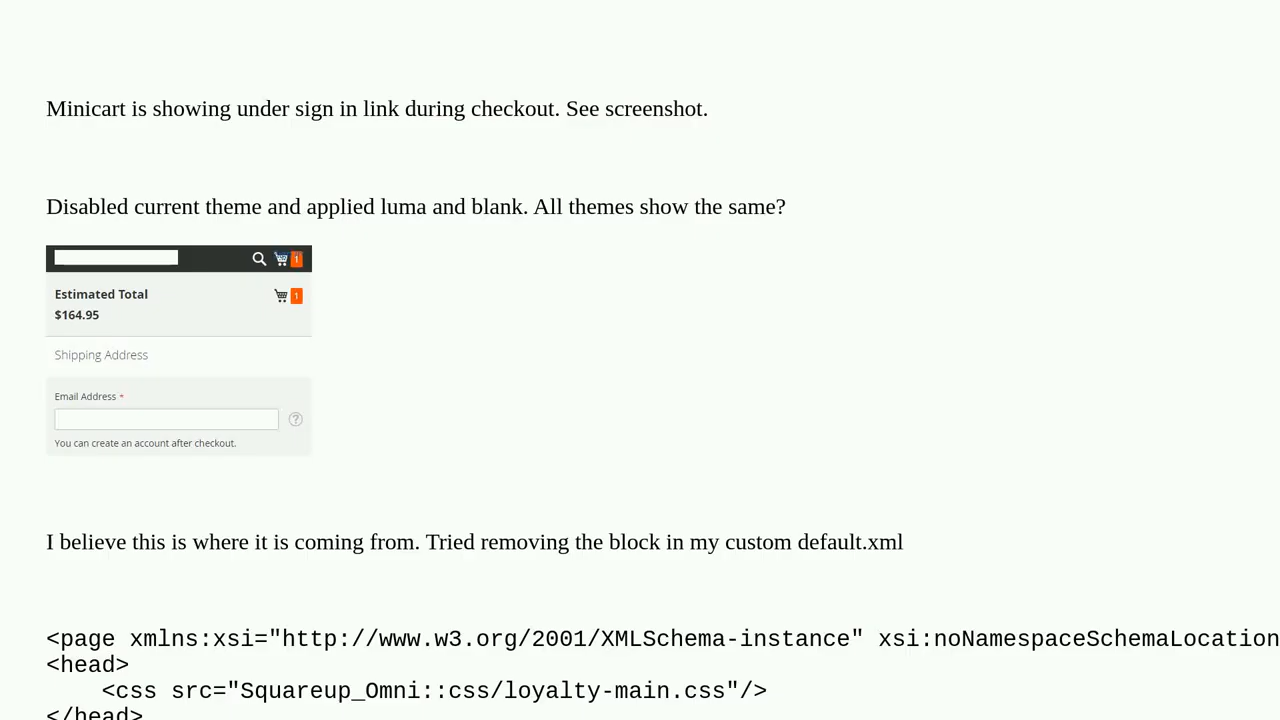 Minicart is showing under sign in link during checkout. See screenshot.
Disabled current theme and applied luma and blank. All themes show the same?
1
Estimated Total
1
$164.95
Shipping Address
Email Address *
?
You can create an account after checkout.
I believe this is where it is coming from. Tried removing the block in my custom default.xml
<page xmlns:xsi="http://www.w3.org/2001/XMLSchema-instance" xsi:noNamespaceSchemaLocation
<head>
    <css src="Squareup_Omni::css/loyalty-main.css"/>
</head>